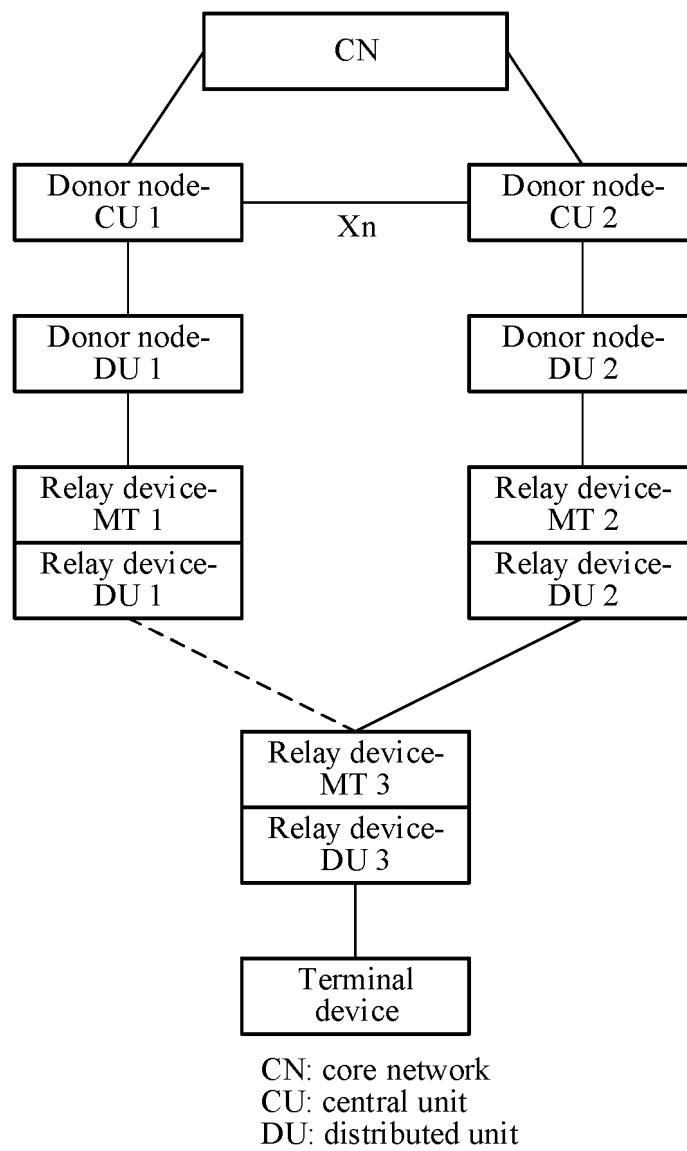 CN
Donor node-
CU 1
Donor node-
CU 2
Xn
Donor node-
DU 1
Donor node-
DU 2
Relay device-
MT 1
Relay device-
MT 2
Relay device-
DU 1
Relay device-
DU 2
Relay device-
MT 3
Relay device-
DU 3
Terminal
device
CN: core network
CU: central unit
DU: distributed unit